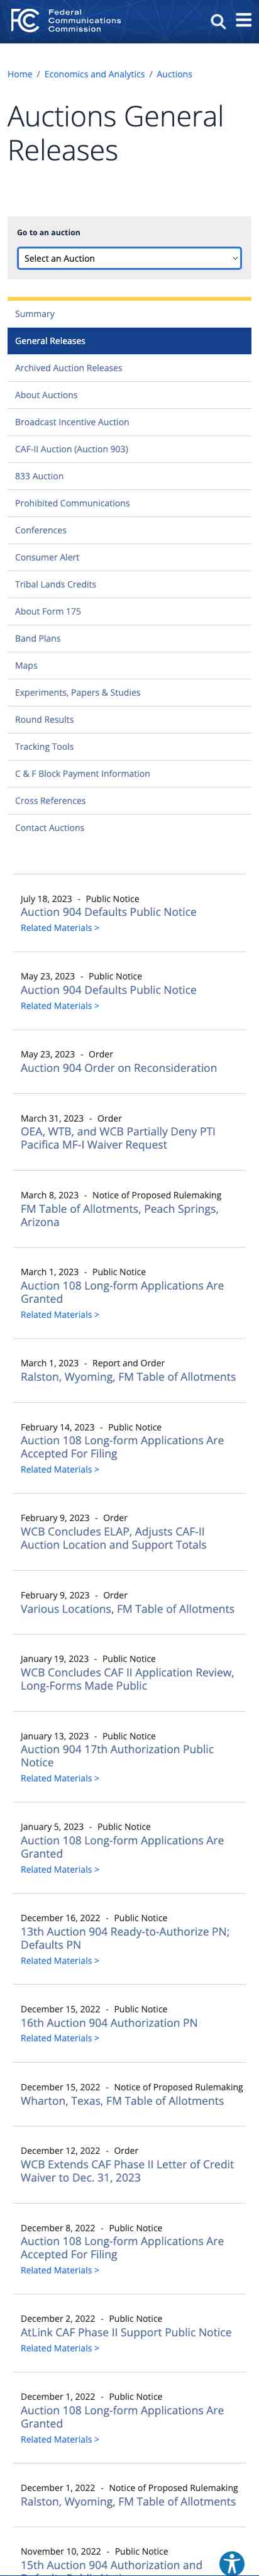 Federal
Communications
Commission
Home / Economics and Analytics / Auctions
Auctions General
Releases
Go to an auction
Select an Auction
Summary
General Releases
Archived Auction Releases
About Auctions
Broadcast Incentive Auction
CAF-II Auction (Auction 903)
833 Auction
Prohibited Communications
Conferences
Consumer Alert
Tribal Lands Credits
About Form 175
Band Plans
Maps
Experiments, Papers & Studies
Round Results
Tracking Tools
C & F Block Payment Information
Cross References
Contact Auctions
July 18, 2023 - Public Notice
Auction 904 Defaults Public Notice
Related Materials >
May 23, 2023 - Public Notice
Auction 904 Defaults Public Notice
Related Materials >
May 23, 2023 - Order
Auction 904 Order on Reconsideration
March 31, 2023 - Order
OEA, WTB, and WCB Partially Deny PTI
Pacifica MF-I Waiver Request
March 8, 2023 - Notice of Proposed Rulemaking
FM Table of Allotments, Peach Springs,
Arizona
March 1, 2023 - Public Notice
Auction 108 Long-form Applications Are
Granted
Related Materials >
March 1, 2023 - Report and Order
Ralston, Wyoming, FM Table of Allotments
February 14, 2023 - Public Notice
Auction 108 Long-form Applications Are
Accepted For Filing
Related Materials >
February 9, 2023 - Order
WCB Concludes ELAP, Adjusts CAF-II
Auction Location and Support Totals
February 9, 2023 - Order
Various Locations, FM Table of Allotments
January 19, 2023 - Public Notice
WCB Concludes CAF II Application Review,
Long-Forms Made Public
January 13, 2023 - Public Notice
Auction 904 17th Authorization Public
Notice
Related Materials >
January 5, 2023 - Public Notice
Auction 108 Long-form Applications Are
Granted
Related Materials >
December 16, 2022 - Public Notice
13th Auction 904 Ready-to-Authorize PN;
Defaults PN
Related Materials >
December 15, 2022 - Public Notice
16th Auction 904 Authorization PN
Related Materials >
December 15, 2022 - Notice of Proposed Rulemaking
Wharton, Texas, FM Table of Allotments
December 12, 2022 - Order
WCB Extends CAF Phase II Letter of Credit
Waiver to Dec. 31, 2023
December 8, 2022 - Public Notice
Auction 108 Long-form Applications Are
Accepted For Filing
Related Materials >
December 2, 2022 - Public Notice
AtLink CAF Phase II Support Public Notice
Related Materials >
December 1, 2022 - Public Notice
Auction 108 Long-form Applications Are
Granted
Related Materials >
December 1, 2022 - Notice of Proposed Rulemaking
Ralston, Wyoming, FM Table of Allotments
November 10, 2022 - Public Notice
15th Auction 904 Authorization and